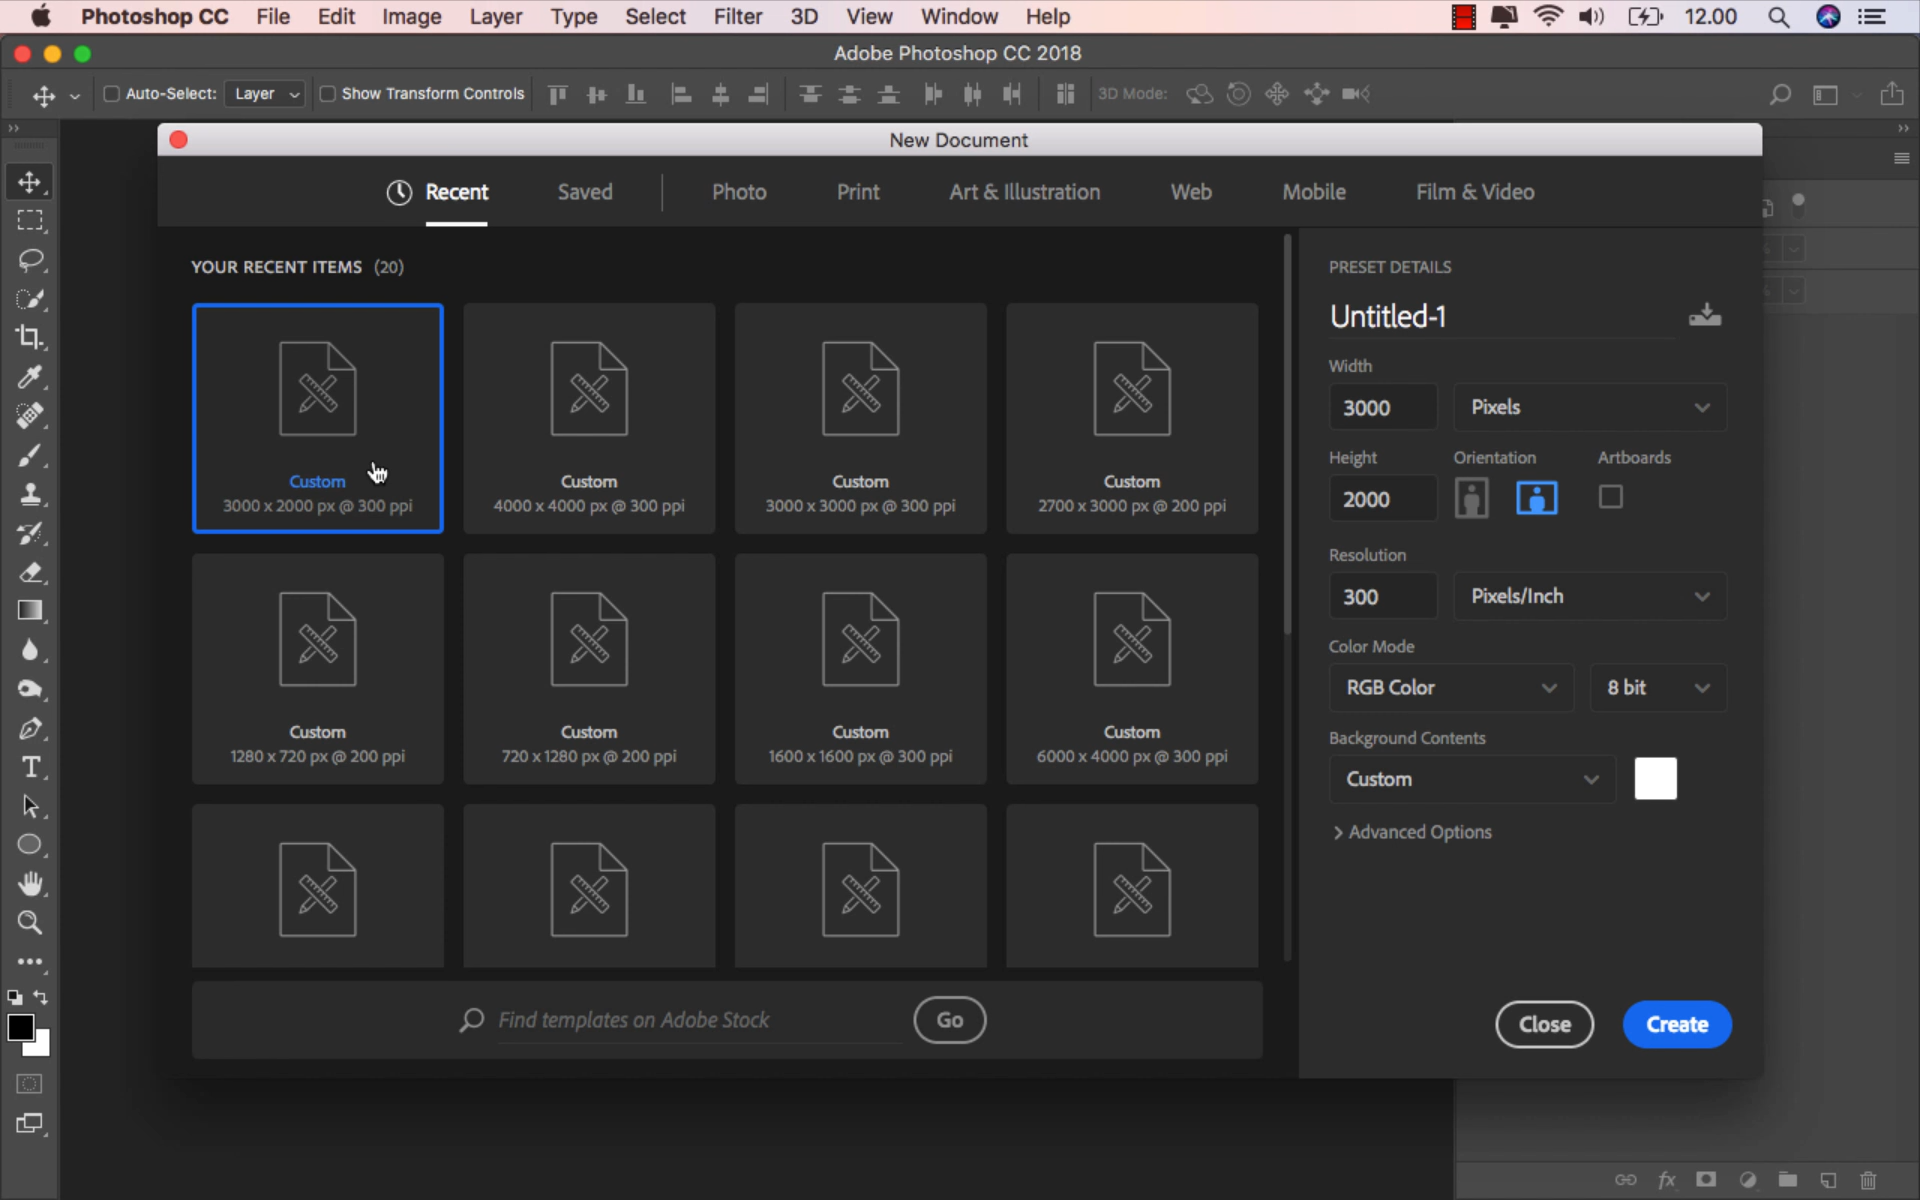 Photoshop CC File Edit Image Layer Type Select Filter 3D View Window Help 12.00
Adobe Photoshop CC 2018
Auto-Select: Layer Show Transform Controls 3D Mode:
New Document
Recent Saved Photo Print Art & Illustration Web Mobile Film & Video
YOUR RECENT ITEMS (20)
Custom
3000 x 2000 px @ 300 ppi
Custom
4000 x 4000 px @ 300 ppi
Custom
3000 x 3000 px @ 300 ppi
Custom
2700 x 3000 px @ 200 ppi
Custom
1280 x 720 px @ 200 ppi
Custom
720 x 1280 px @ 200 ppi
Custom
1600 x 1600 px @ 300 ppi
Custom
6000 x 4000 px @ 300 ppi
Find templates on Adobe Stock Go
PRESET DETAILS
Untitled-1
Width
3000 Pixels
Height Orientation Artboards
2000
Resolution
300 Pixels/Inch
Color Mode
RGB Color 8 bit
Background Contents
Custom
Advanced Options
Close Create
fx